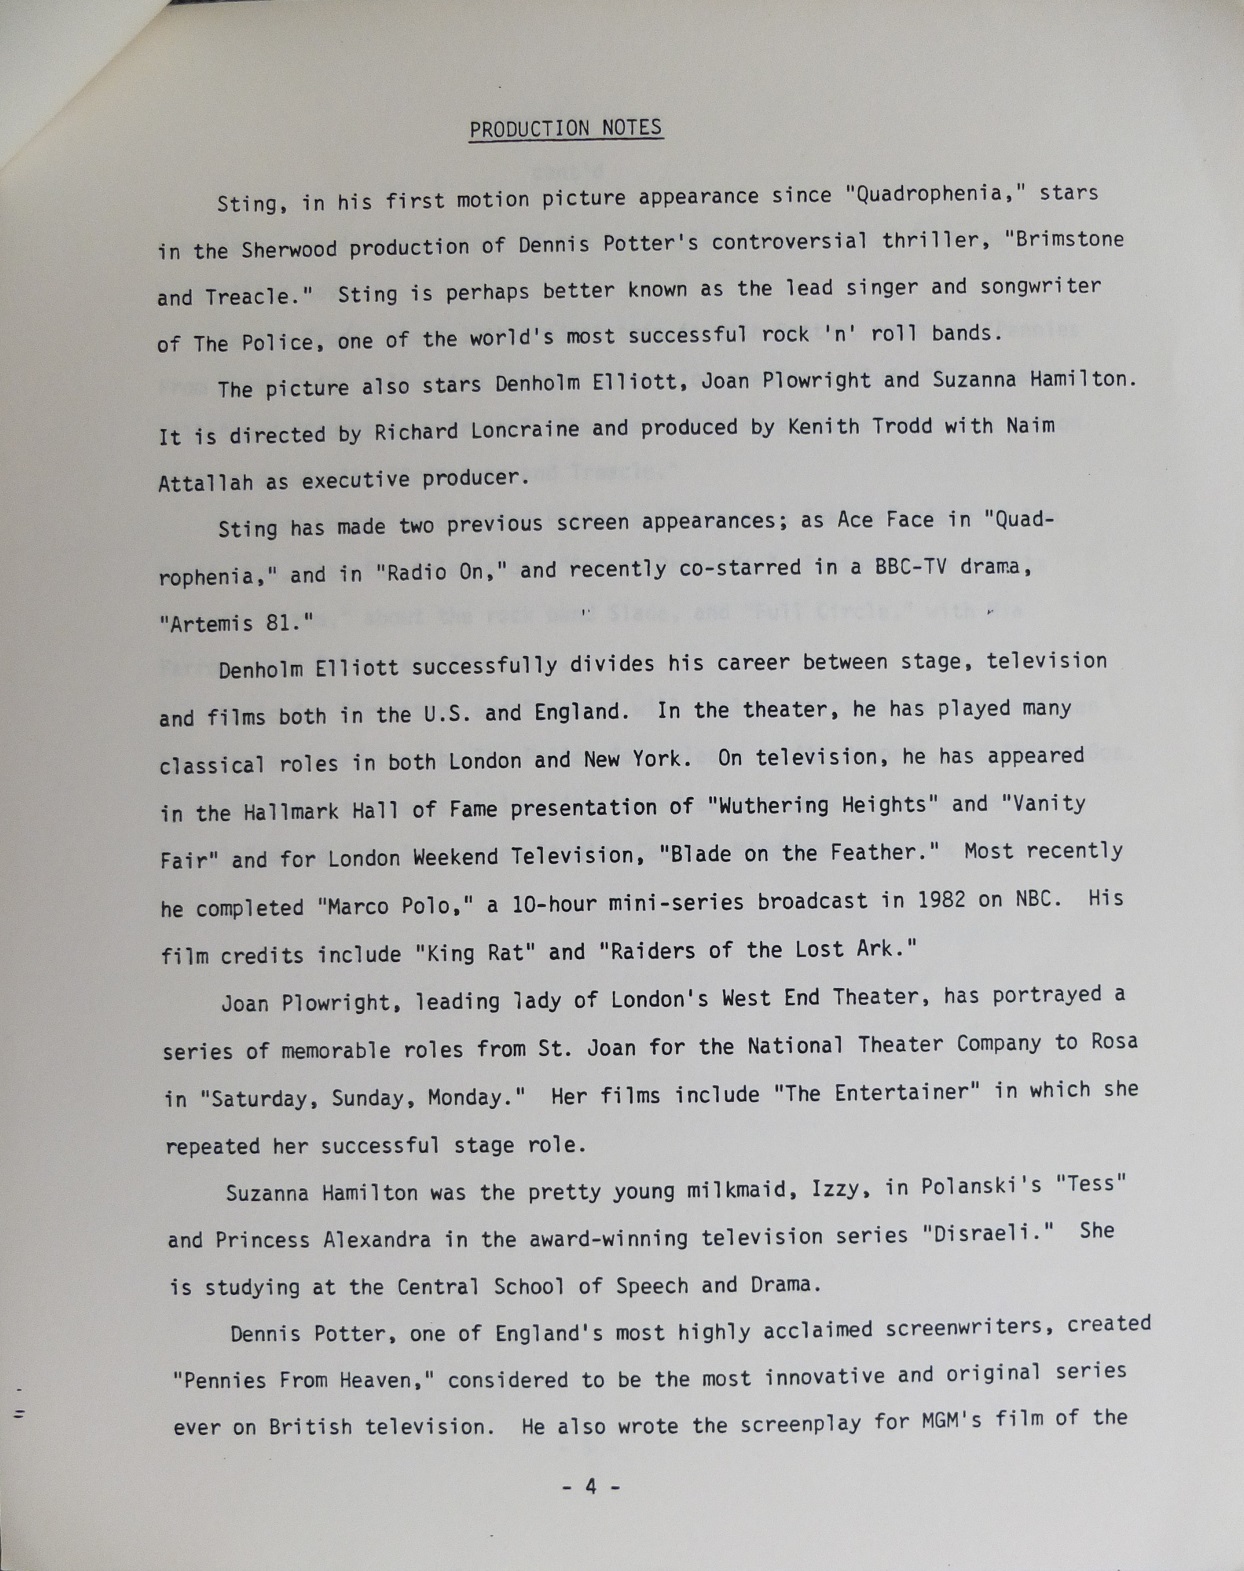 PRODUCTION NOTES
Sting, in his first motion picture appearance since "Quadrophenia," stars
in the Sherwood production of Dennis Potter's controversial thriller, "Brimstone
and Treacle."  Sting is perhaps better known as the lead singer and songwriter
of The Police, one of the world's most successful rock 'n' roll bands.
The picture also stars Denholm Elliott, Joan Plowright and Suzanna Hamilton.
It is directed by Richard Loncraine and produced by Kenith Trodd with Naim
Attallah as executive producer.
Sting has made two previous screen appearances; as Ace Face in "Quad-
rophenia," and in "Radio On," and recently co-starred in a BBC-TV drama,
"Artemis 81."
Denholm Elliott successfully divides his career between stage, television
and films both in the U.S. and England.  In the theater, he has played many
classical roles in both London and New York.  On television, he has appeared
in the Hallmark Hall of Fame presentation of "Wuthering Heights" and "Vanity
Fair" and for London Weekend Television, "Blade on the Feather."  Most recently
he completed "Marco Polo," a 10-hour mini-series broadcast in 1982 on NBC.  His
film credits include "King Rat" and "Raiders of the Lost Ark."
Joan Plowright, leading lady of London's West End Theater, has portrayed a
series of memorable roles from St. Joan for the National Theater Company to Rosa
in "Saturday, Sunday, Monday."  Her films include "The Entertainer" in which she
repeated her successful stage role.
Suzanna Hamilton was the pretty young milkmaid, Izzy, in Polanski's "Tess"
and Princess Alexandra in the award-winning television series "Disraeli."  She
is studying at the Central School of Speech and Drama.
Dennis Potter, one of England's most highly acclaimed screenwriters, created
"Pennies From Heaven," considered to be the most innovative and original series
ever on British television.  He also wrote the screenplay for MGM's film of the
- 4 -